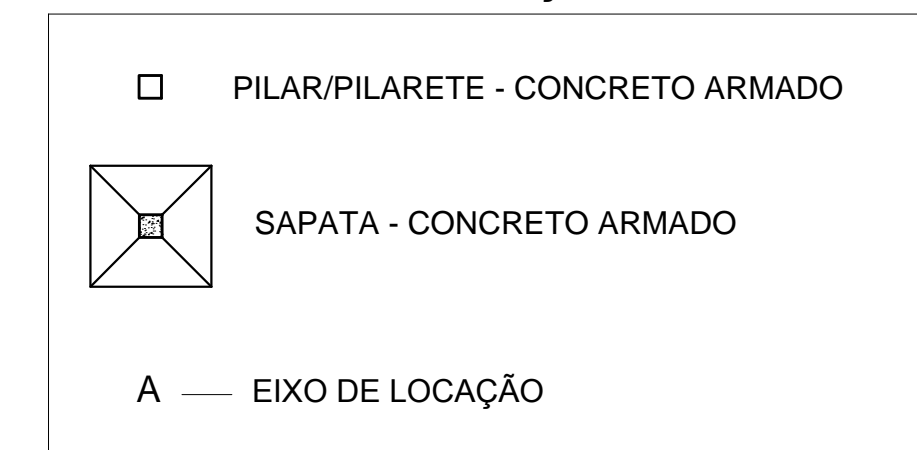 PILAR/PILARETE - CONCRETO ARMADO
SAPATA - CONCRETO ARMADO
A — EIXO DE LOCAÇÃO